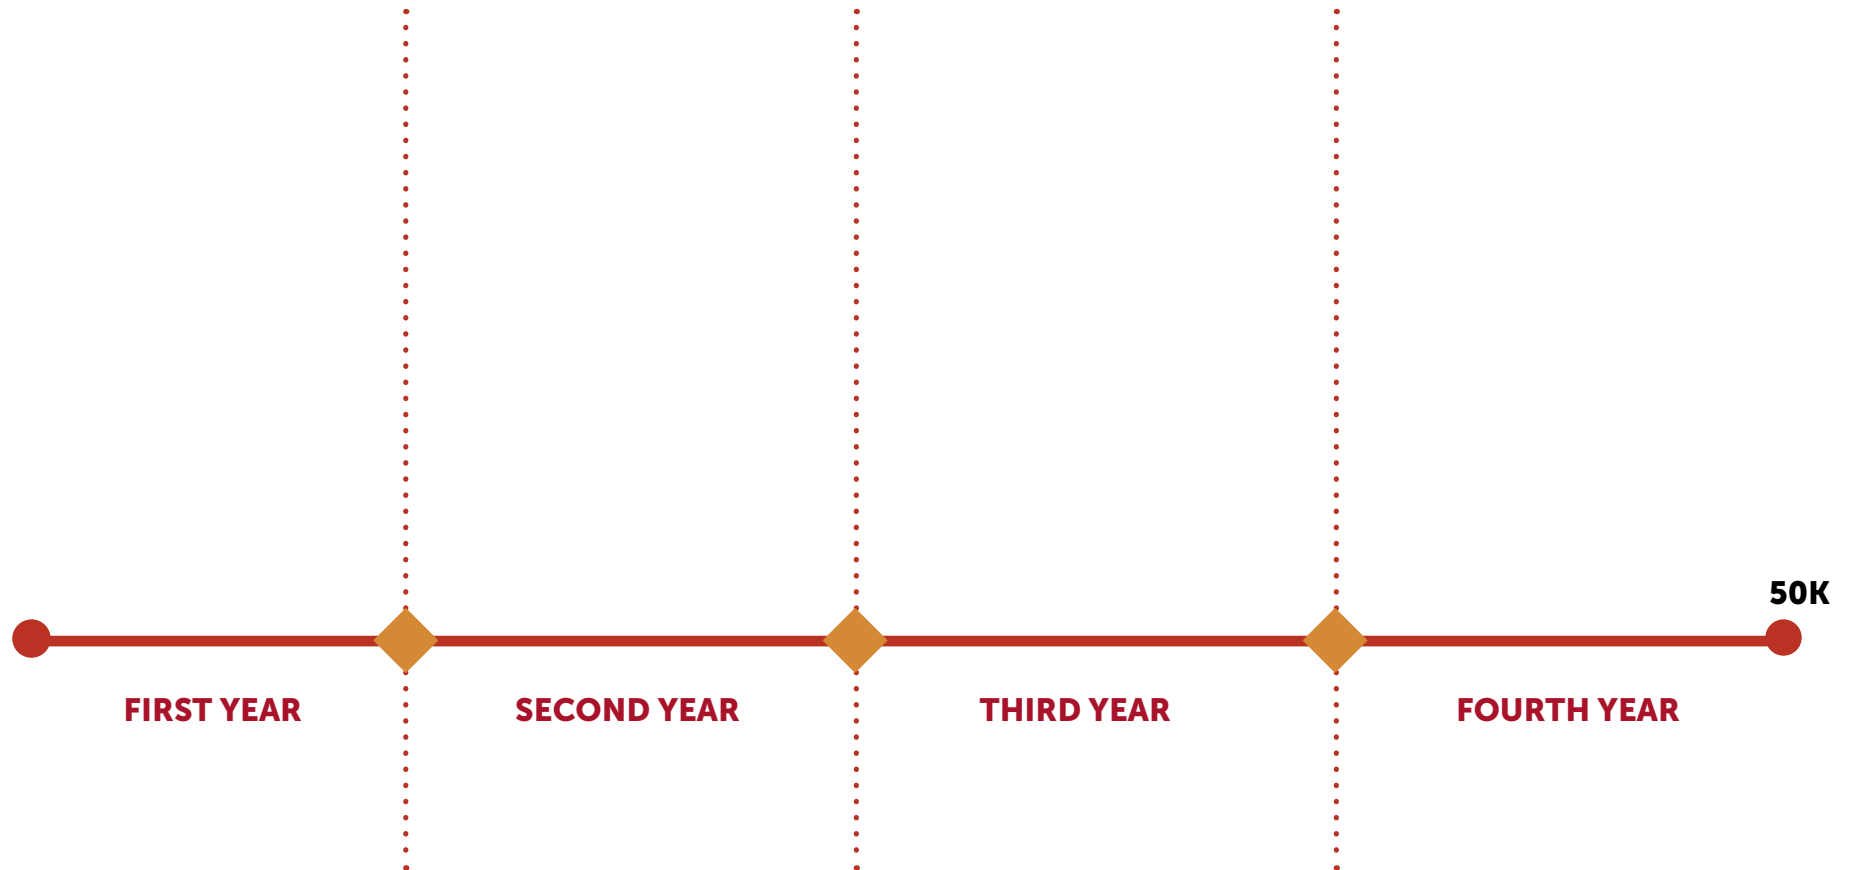 50K
FIRST YEAR
SECOND YEAR
THIRD YEAR
FOURTH YEAR